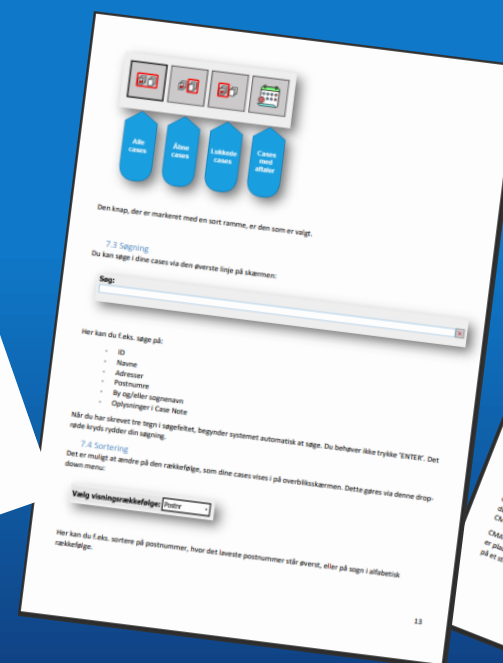 Alle
cases
Åbne
cases
Lukkede
cases
Cases
med
aftaler
Den knap, der er markeret med en sort ramme, er den som er valgt.
7.3 Søgning
Du kan søge i dine cases via den øverste linje på skærmen:
Søg:
Her kan du f.eks. søge på:
ID
Navne
Adresser
Postnumre
By og/eller sognenavn
Oplysninger i Case Note
Når du har skrevet tre tegn i søgefeltet, begynder systemet automatisk at søge. Du behøver ikke trykke 'ENTER'. Det
røde kryds rydder din søgning.
7.4 Sortering
Det er muligt at ændre på den rækkefølge, som dine cases vises i på overbliksskærmen. Dette gøres via denne drop-
down menu:
Vælg visningsrækkefølge: Postnr
Her kan du f.eks. sortere på postnummer, hvor det laveste postnummer står øverst, eller på sogn i alfabetisk
rækkefølge.
13